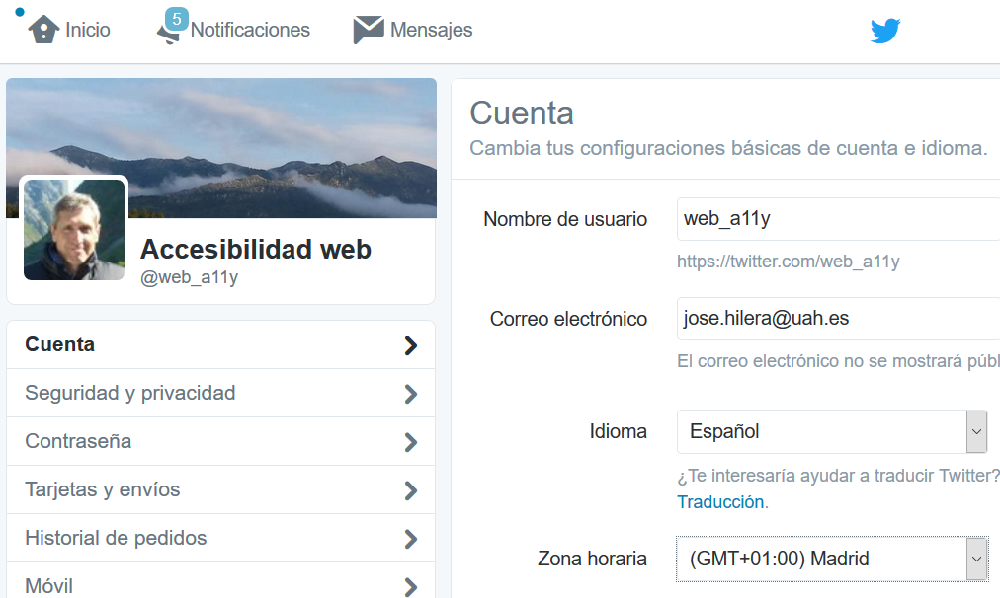 Inicio
5
Notificaciones
Mensajes
Accesibilidad web
@web_a11y
Cuenta
Seguridad y privacidad
Contraseña
Tarjetas y envíos
Historial de pedidos
Móvil
Cuenta
Cambia tus configuraciones básicas de cuenta e idioma.
Nombre de usuario web_a11y
https://twitter.com/web_a11y
Correo electrónico jose.hilera@uah.es
El correo electrónico no se mostrará públ
Idioma Español
¿Te interesaría ayudar a traducir Twitter?
Traducción.
Zona horaria (GMT+01:00) Madrid